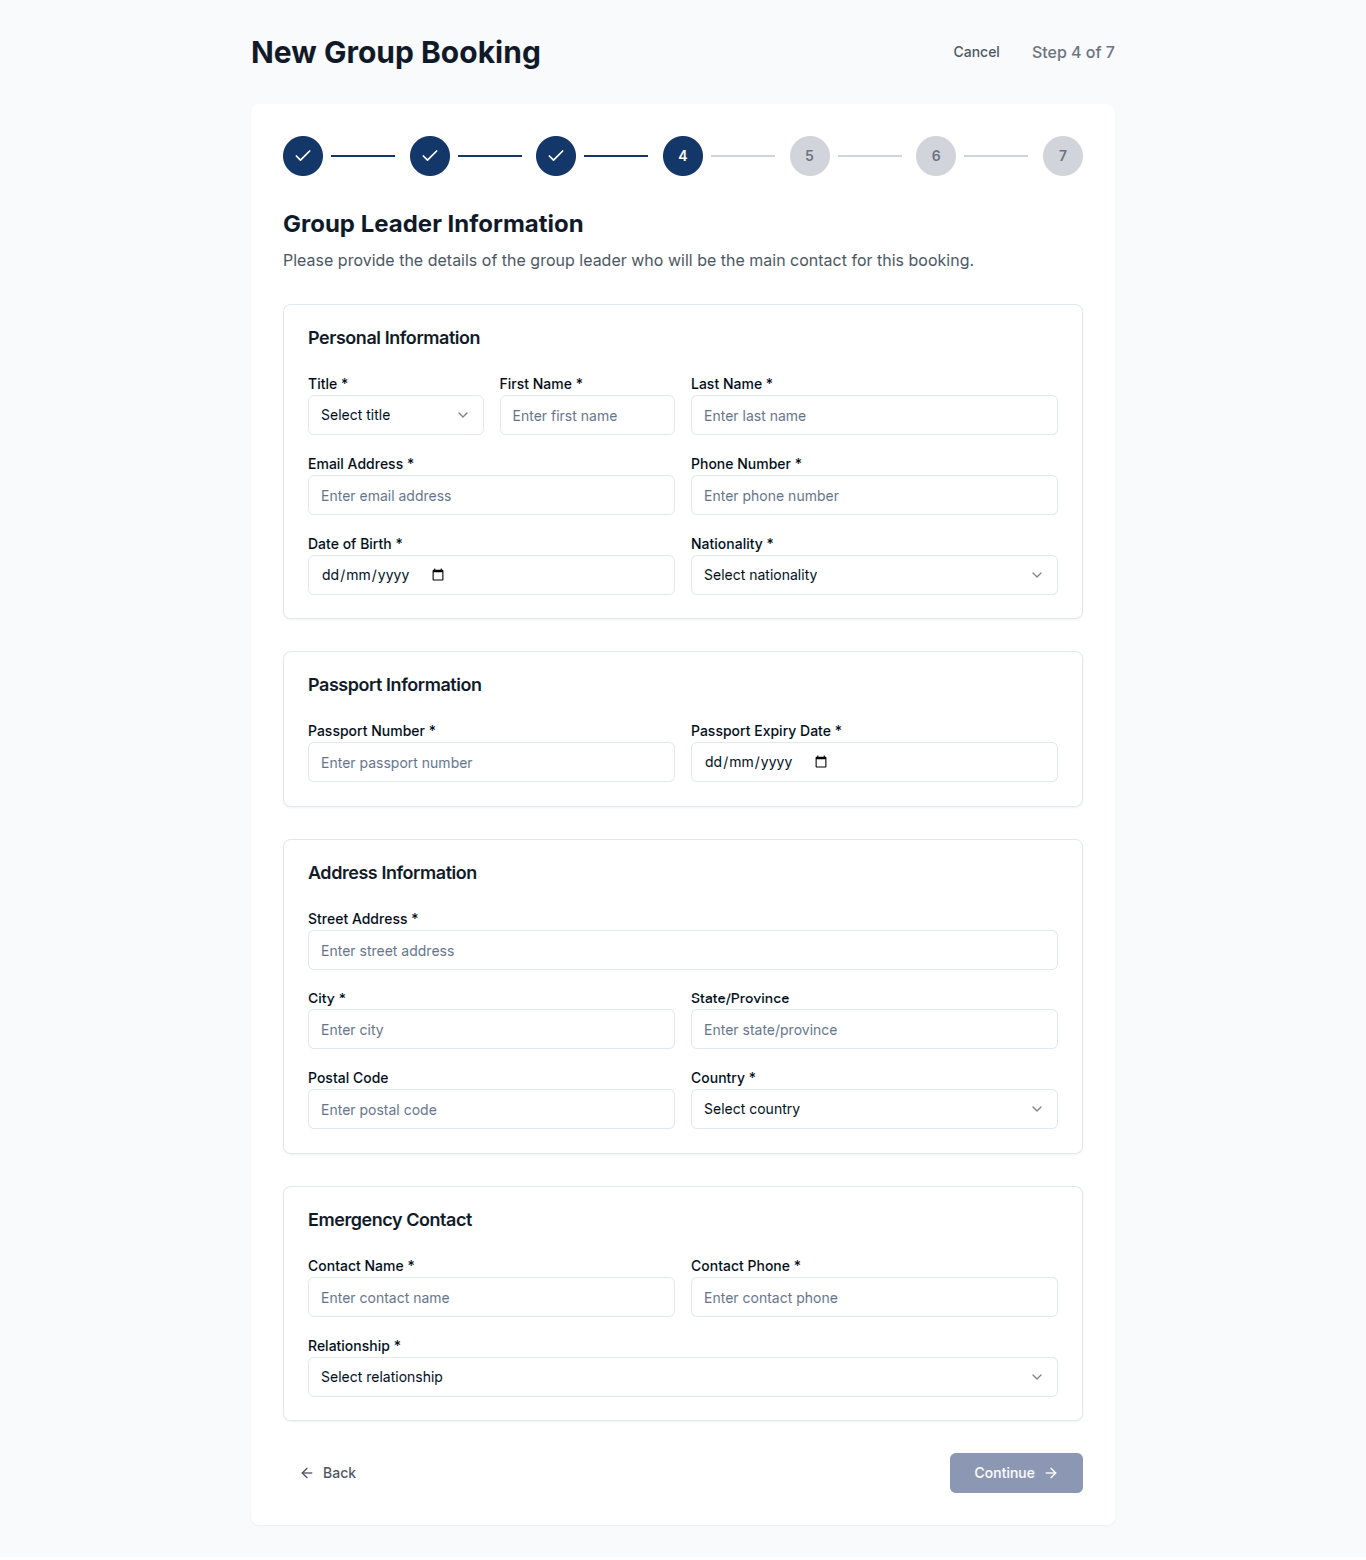 New Group Booking
Cancel Step 4 of 7
4 5 6 7
Group Leader Information
Please provide the details of the group leader who will be the main contact for this booking.
Personal Information
Title * First Name * Last Name *
Select title Enter first name Enter last name
Email Address * Phone Number *
Enter email address Enter phone number
Date of Birth * Nationality *
dd/mm/yyyy Select nationality
Passport Information
Passport Number * Passport Expiry Date *
Enter passport number dd/mm/yyyy
Address Information
Street Address *
Enter street address
City * State/Province
Enter city Enter state/province
Postal Code Country *
Enter postal code Select country
Emergency Contact
Contact Name * Contact Phone *
Enter contact name Enter contact phone
Relationship *
Select relationship
Back Continue